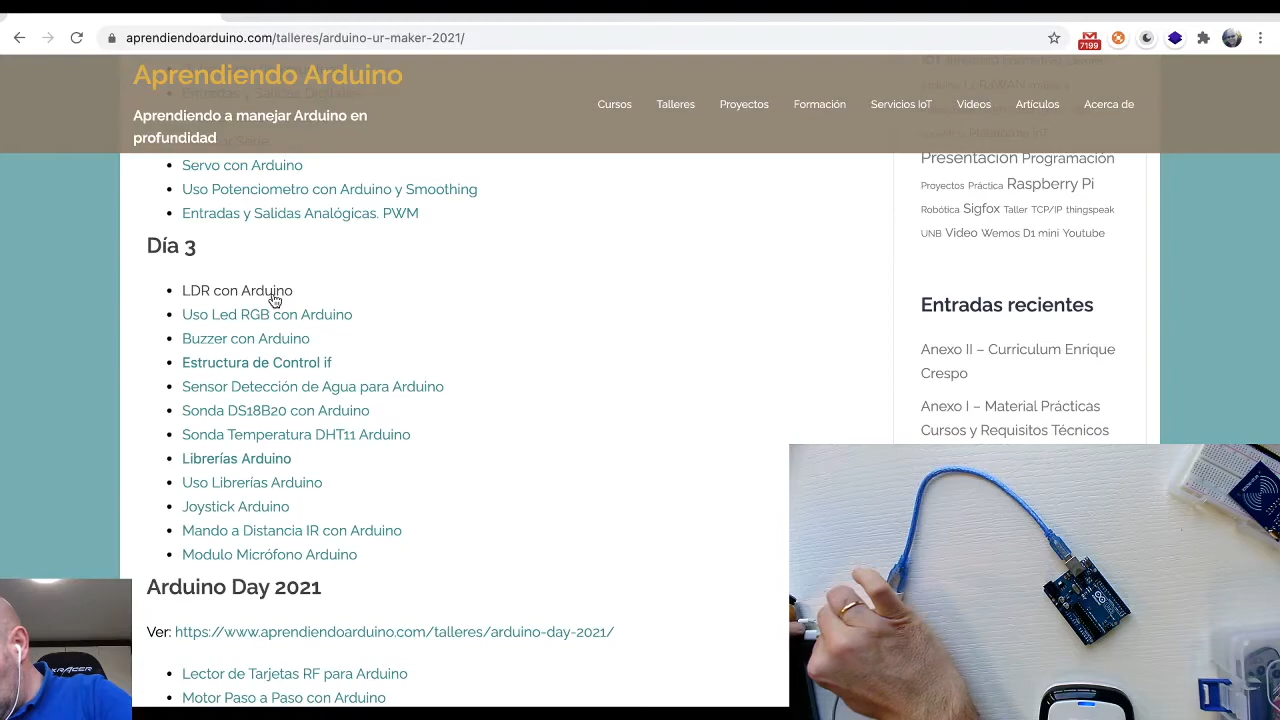 aprendiendoarduino.com/talleres/arduino-ur-maker-2021/
7199
Aprendiendo Arduino
Aprendiendo a manejar Arduino en
profundidad
Cursos
Talleres
Proyectos
Formación
Servicios IoT
Videos
Artículos
Acerca de
Servo con Arduino
Uso Potenciometro con Arduino y Smoothing
Entradas y Salidas Analógicas. PWM
Día 3
LDR con Arduino
Uso Led RGB con Arduino
Buzzer con Arduino
Estructura de Control if
Sensor Detección de Agua para Arduino
Sonda DS18B20 con Arduino
Sonda Temperatura DHT11 Arduino
Librerías Arduino
Uso Librerías Arduino
Joystick Arduino
Mando a Distancia IR con Arduino
Modulo Micrófono Arduino
Arduino Day 2021
Ver: https://www.aprendiendoarduino.com/talleres/arduino-day-2021/
Lector de Tarjetas RF para Arduino
Motor Paso a Paso con Arduino
Presentación Programación
Proyectos Práctica Raspberry Pi
Robótica Sigfox Taller TCP/IP thingspeak
UNB Video Wemos D1 mini Youtube
Entradas recientes
Anexo II – Curriculum Enrique
Crespo
Anexo I – Material Prácticas
Cursos y Requisitos Técnicos